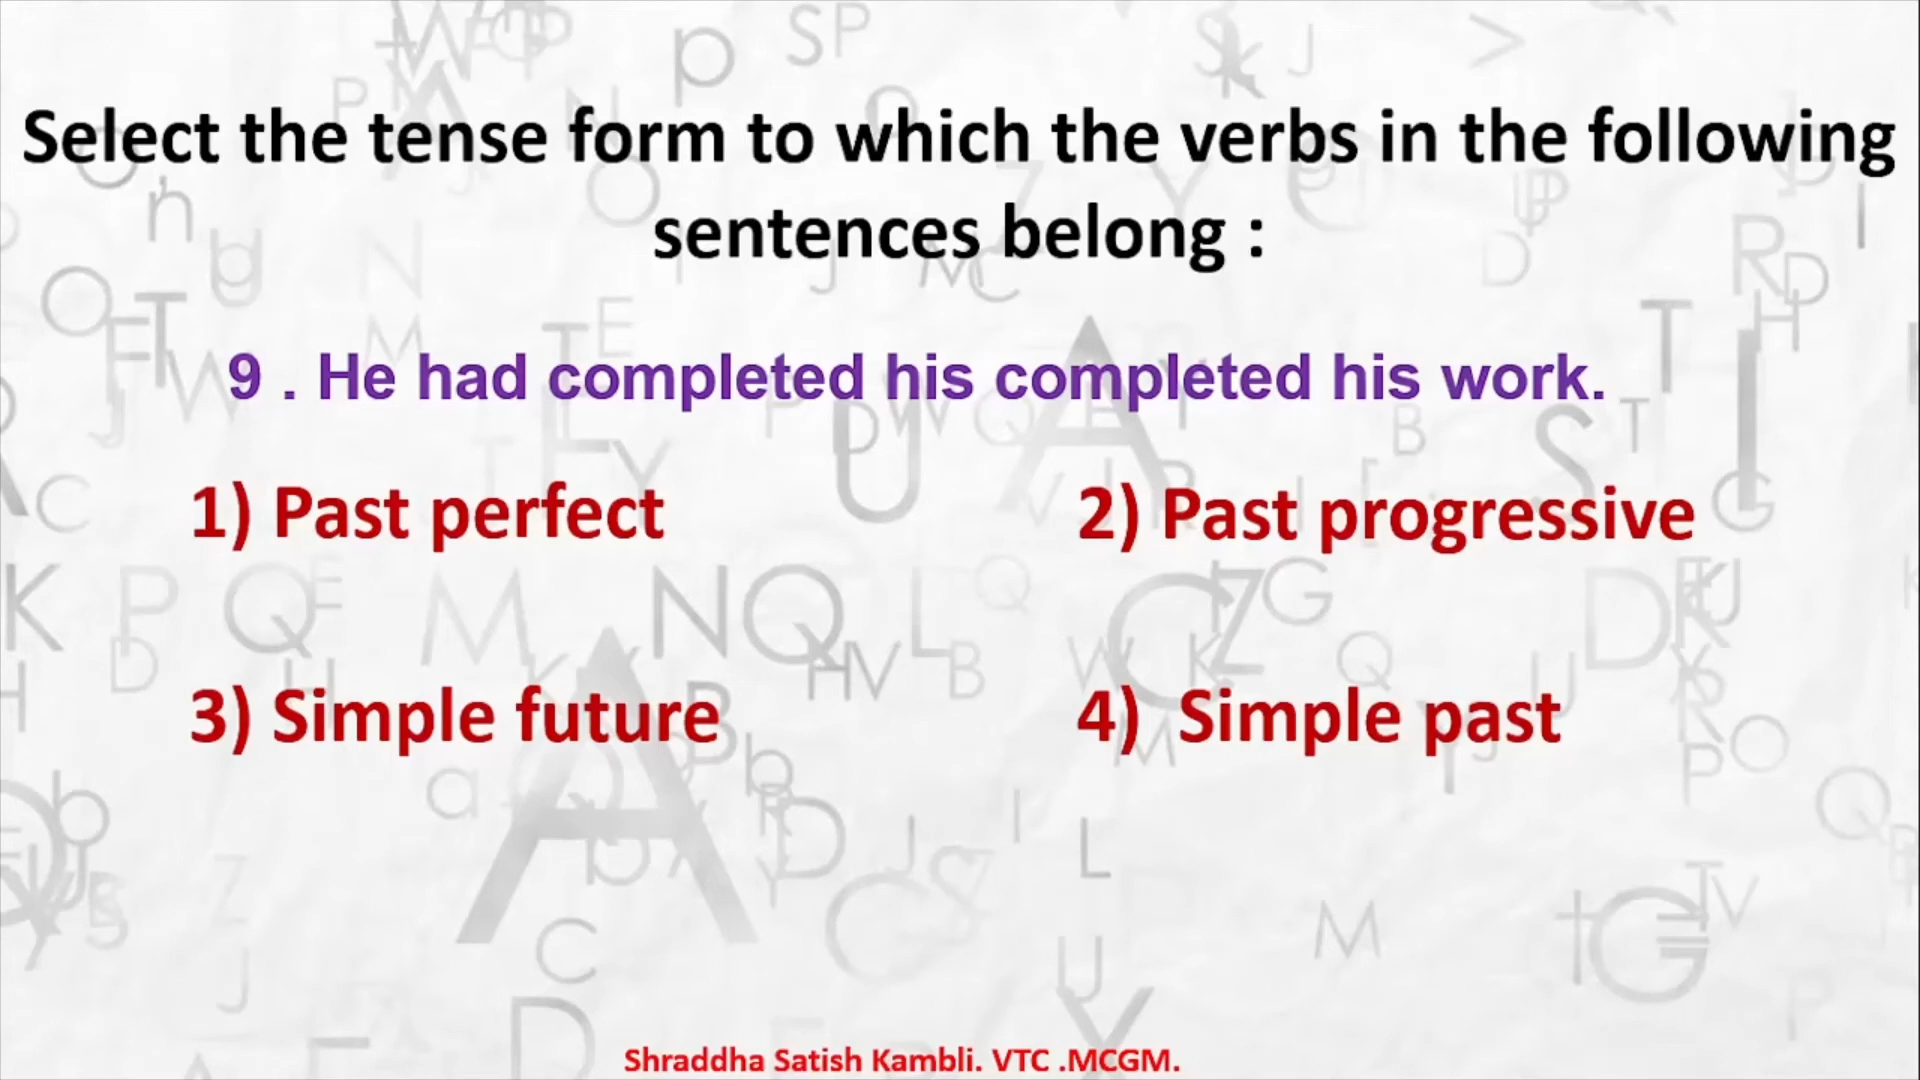 Select the tense form to which the verbs in the following
sentences belong :
9 . He had completed his completed his work.
1) Past perfect
2) Past progressive
3) Simple future
4) Simple past
Shraddha Satish Kambli. VTC .MCGM.